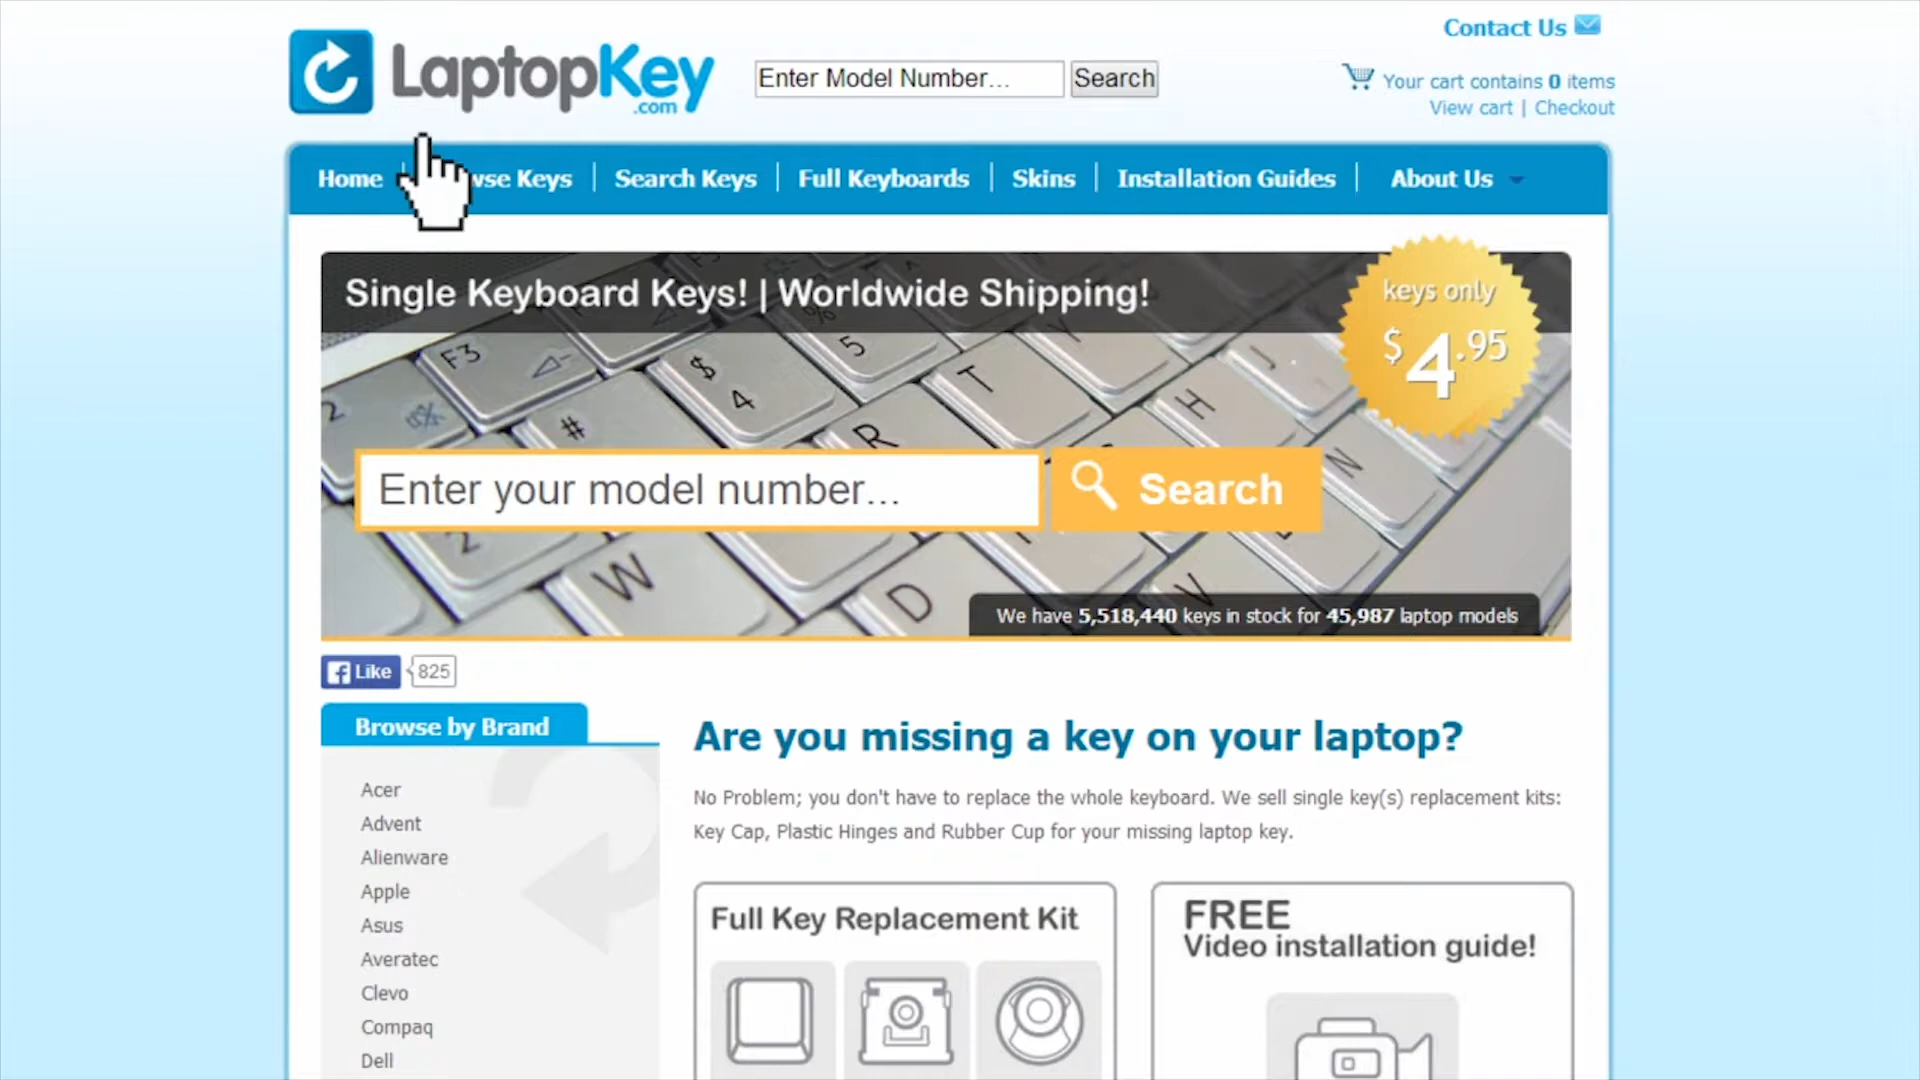 Contact Us
LaptopKey
.com
Enter Model Number...
Search
Your cart contains 0 items
View cart | Checkout
Home
wse Keys
Search Keys
Full Keyboards
Skins
Installation Guides
About Us
Single Keyboard Keys! | Worldwide Shipping!
keys only
$4.95
F3
$
4
5
%
T
2
#
R
H
N
Enter your model number...
Search
2
W
D
V
We have 5,518,440 keys in stock for 45,987 laptop models
Like
825
Browse by Brand
Acer
Advent
Alienware
Apple
Asus
Averatec
Clevo
Compaq
Dell
Are you missing a key on your laptop?
No Problem; you don't have to replace the whole keyboard. We sell single key(s) replacement kits:
Key Cap, Plastic Hinges and Rubber Cup for your missing laptop key.
Full Key Replacement Kit
FREE
Video installation guide!